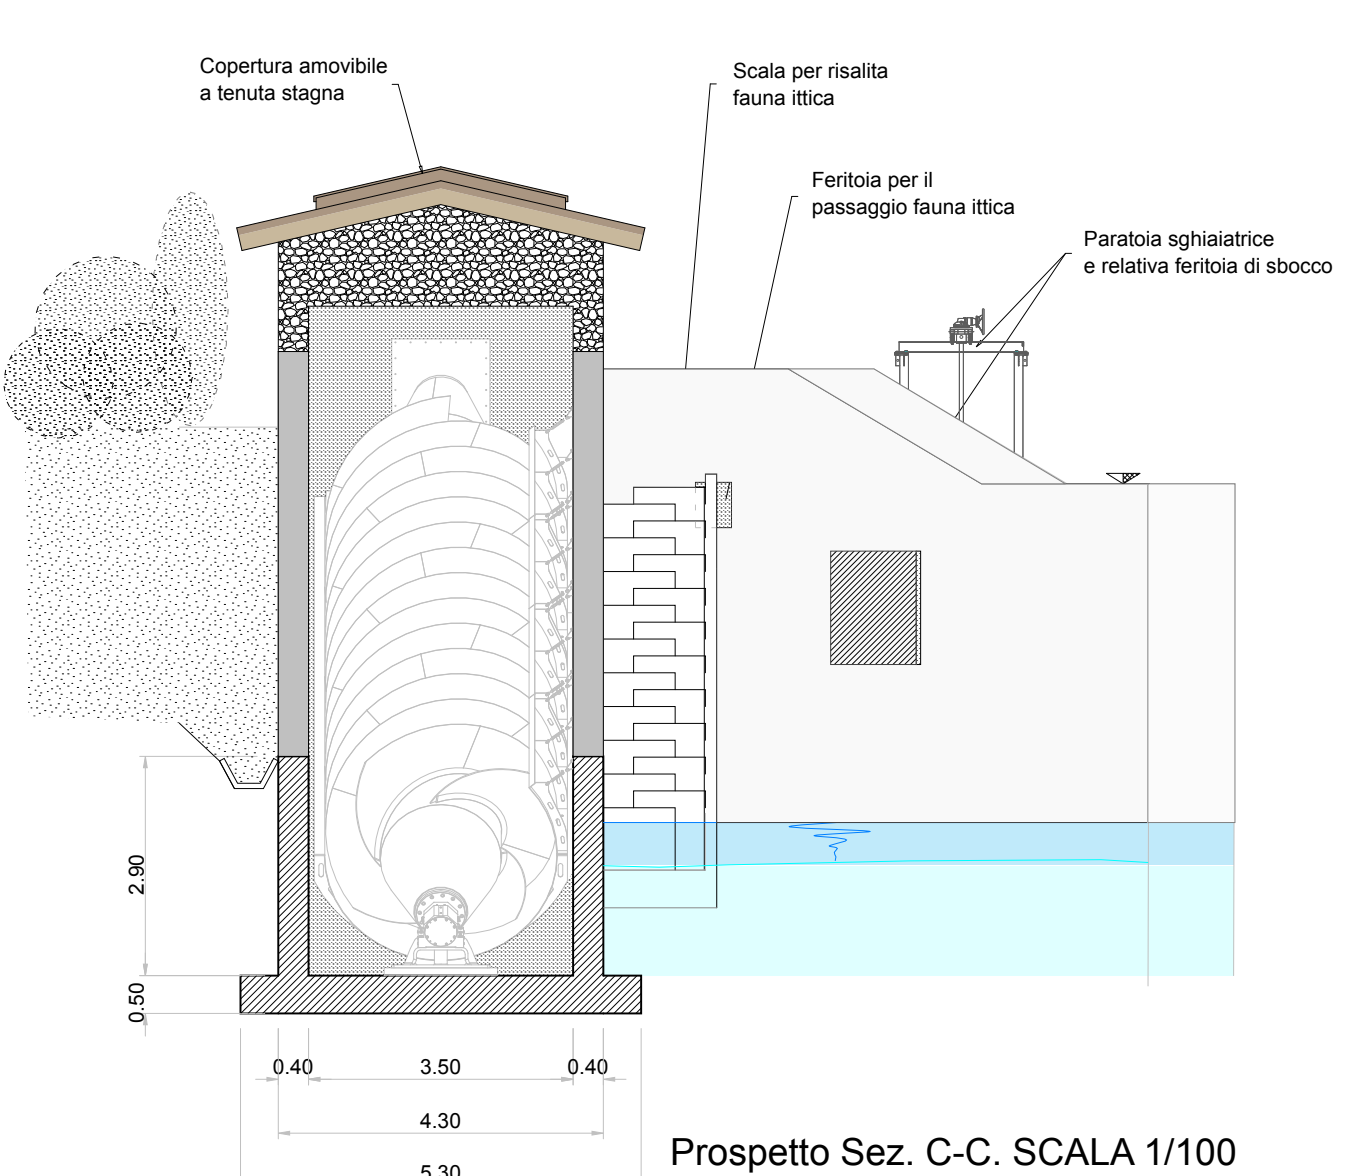 Copertura amovibile
a tenuta stagna
Scala per risalita
fauna ittica
Feritoia per il
passaggio fauna ittica
Paratoia sghiaiatrice
e relativa feritoia di sbocco
2.90
0.50
0.40
3.50
0.40
4.30
5.30
Prospetto Sez. C-C. SCALA 1/100